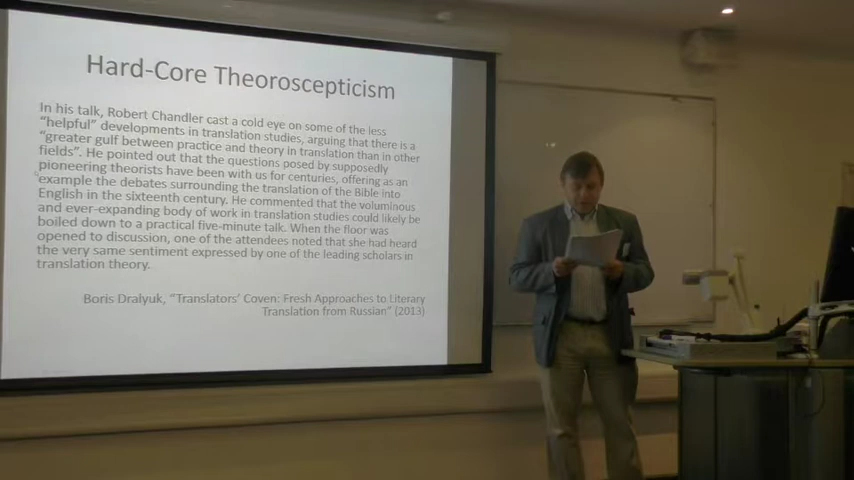 Hard-Core Theoroscepticism
In his talk, Robert Chandler cast a cold eye on some of the less
"helpful" developments in translation studies, arguing that there is a
"greater gulf between practice and theory in translation than in other
fields". He pointed out that the questions posed by supposedly
pioneering theorists have been with us for centuries, offering as an
example the debates surrounding the translation of the Bible into
English in the sixteenth century. He commented that the voluminous
and ever-expanding body of work in translation studies could likely be
boiled down to a practical five-minute talk. When the floor was
opened to discussion, one of the attendees noted that she had heard
the very same sentiment expressed by one of the leading scholars in
translation theory.
Boris Dralyuk, "Translators' Coven: Fresh Approaches to Literary
Translation from Russian" (2013)